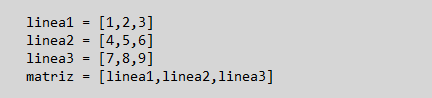 linea1 = [1,2,3]
linea2 = [4,5,6]
linea3 = [7,8,9]
matriz = [linea1,linea2,linea3]